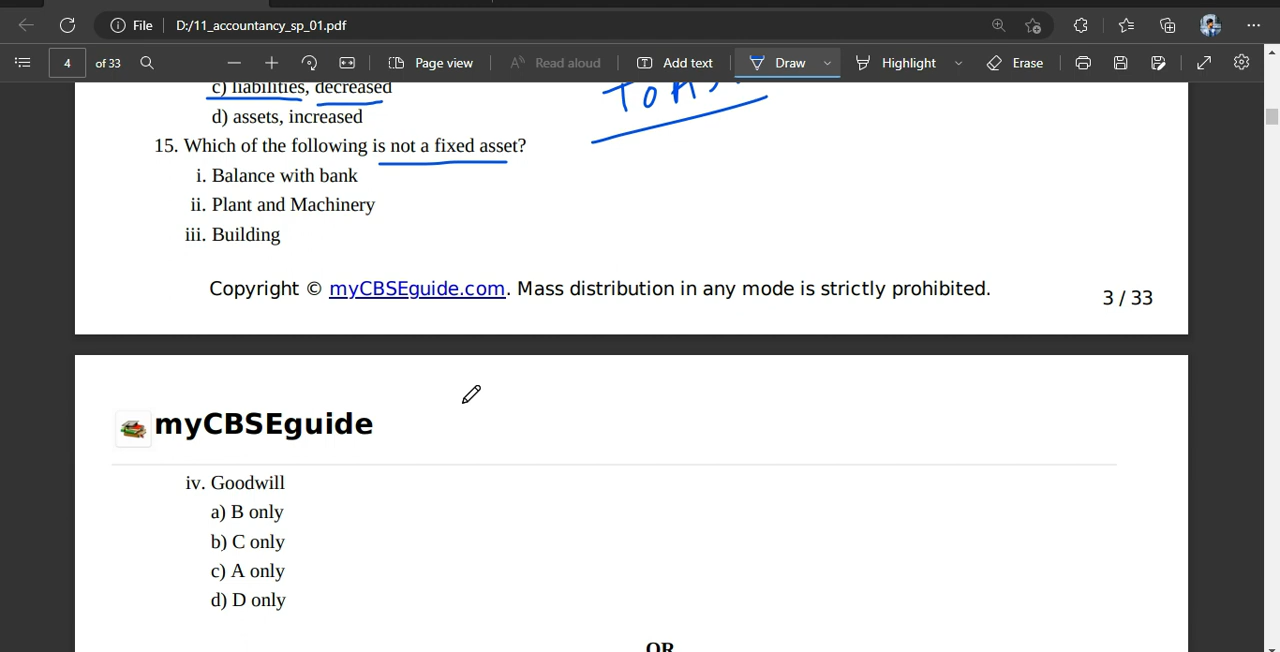 File D:/11_accountancy_sp_01.pdf
4 of 33 Page view Read aloud Add text Draw Highlight Erase
c) liabilities, decreased
To A
d) assets, increased
15. Which of the following is not a fixed asset?
i. Balance with bank
ii. Plant and Machinery
iii. Building
Copyright © myCBSEguide.com. Mass distribution in any mode is strictly prohibited.
3 / 33
myCBSEguide
iv. Goodwill
a) B only
b) C only
c) A only
d) D only
OR